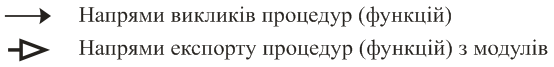 Напрями викликів процедур (функцій)
Напрями експорту процедур (функцій) з модулів